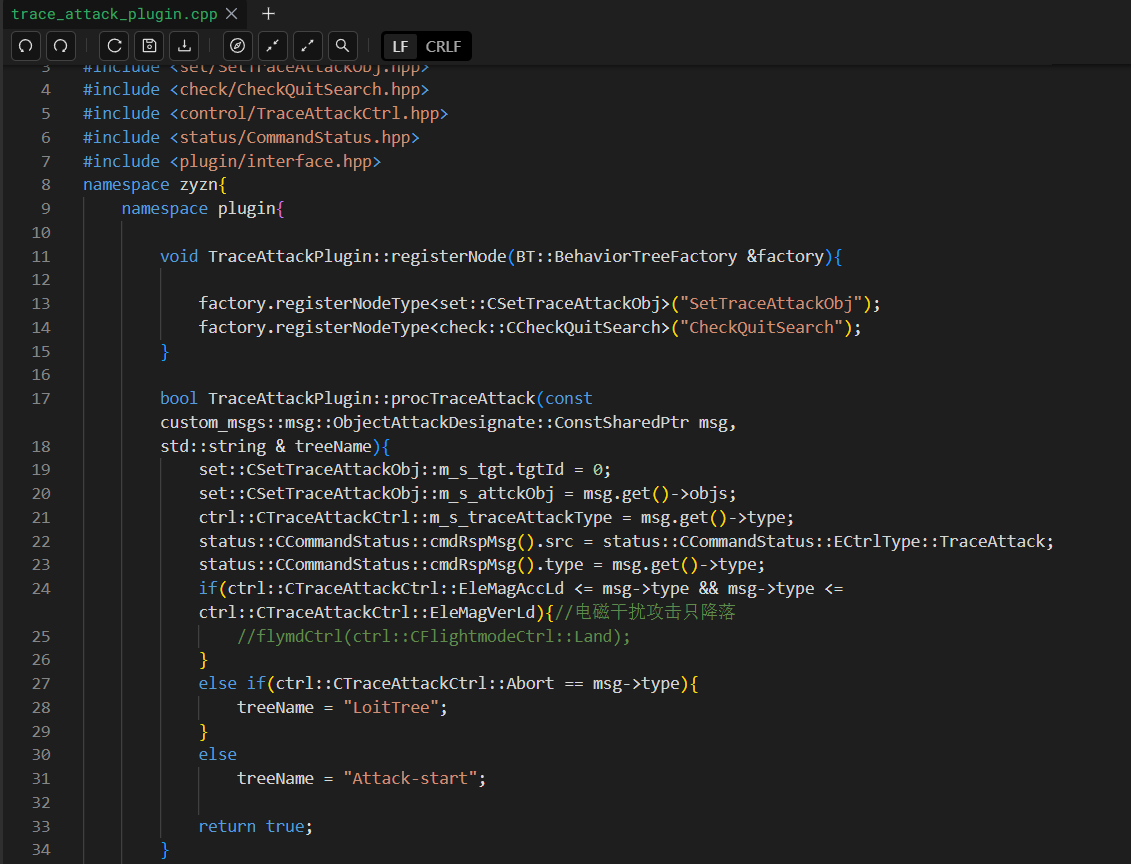 trace_attack_plugin.cpp
LF CRLF
3 #include <set/SetTraceAttackObj.hpp>
4 #include <check/CheckQuitSearch.hpp>
5 #include <control/TraceAttackCtrl.hpp>
6 #include <status/CommandStatus.hpp>
7 #include <plugin/interface.hpp>
8 namespace zyzn{
9 namespace plugin{
10
11 void TraceAttackPlugin::registerNode(BT::BehaviorTreeFactory &factory){
12
13 factory.registerNodeType<set::CSetTraceAttackObj>("SetTraceAttackObj");
14 factory.registerNodeType<check::CCheckQuitSearch>("CheckQuitSearch");
15 }
16
17 bool TraceAttackPlugin::procTraceAttack(const
custom_msgs::msg::ObjectAttackDesignate::ConstSharedPtr msg,
18 std::string & treeName){
19 set::CSetTraceAttackObj::m_s_tgt.tgtId = 0;
20 set::CSetTraceAttackObj::m_s_attckObj = msg.get()->objs;
21 ctrl::CTraceAttackCtrl::m_s_traceAttackType = msg.get()->type;
22 status::CCommandStatus::cmdRspMsg().src = status::CCommandStatus::ECtrlType::TraceAttack;
23 status::CCommandStatus::cmdRspMsg().type = msg.get()->type;
24 if(ctrl::CTraceAttackCtrl::EleMagAccLd <= msg->type && msg->type <=
ctrl::CTraceAttackCtrl::EleMagVerLd){//电磁干扰攻击只降落
25 //flymdCtrl(ctrl::CFlightmodeCtrl::Land);
26 }
27 else if(ctrl::CTraceAttackCtrl::Abort == msg->type){
28 treeName = "LoitTree";
29 }
30 else
31 treeName = "Attack-start";
32
33 return true;
34 }